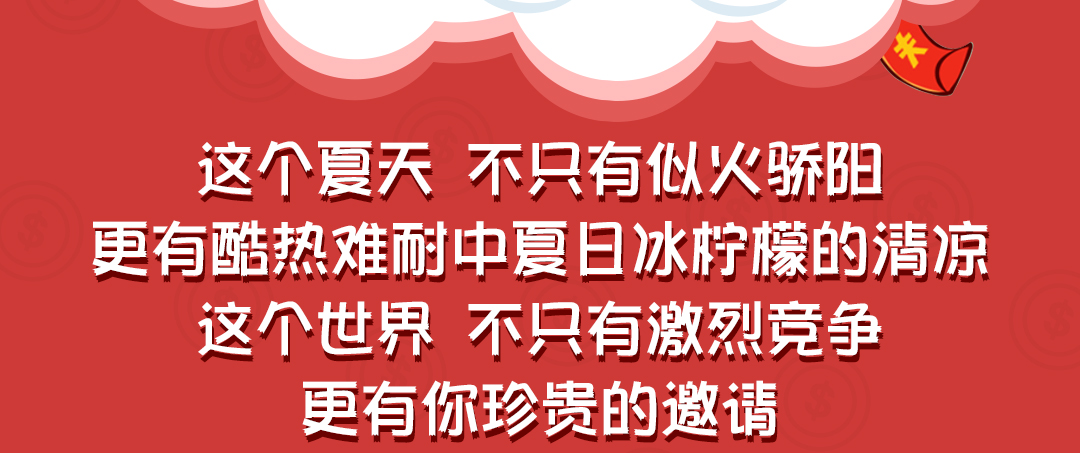 这个夏天 不只有似火骄阳
更有酷热难耐中夏日冰柠檬的清凉
这个世界 不只有激烈竞争
更有你珍贵的邀请